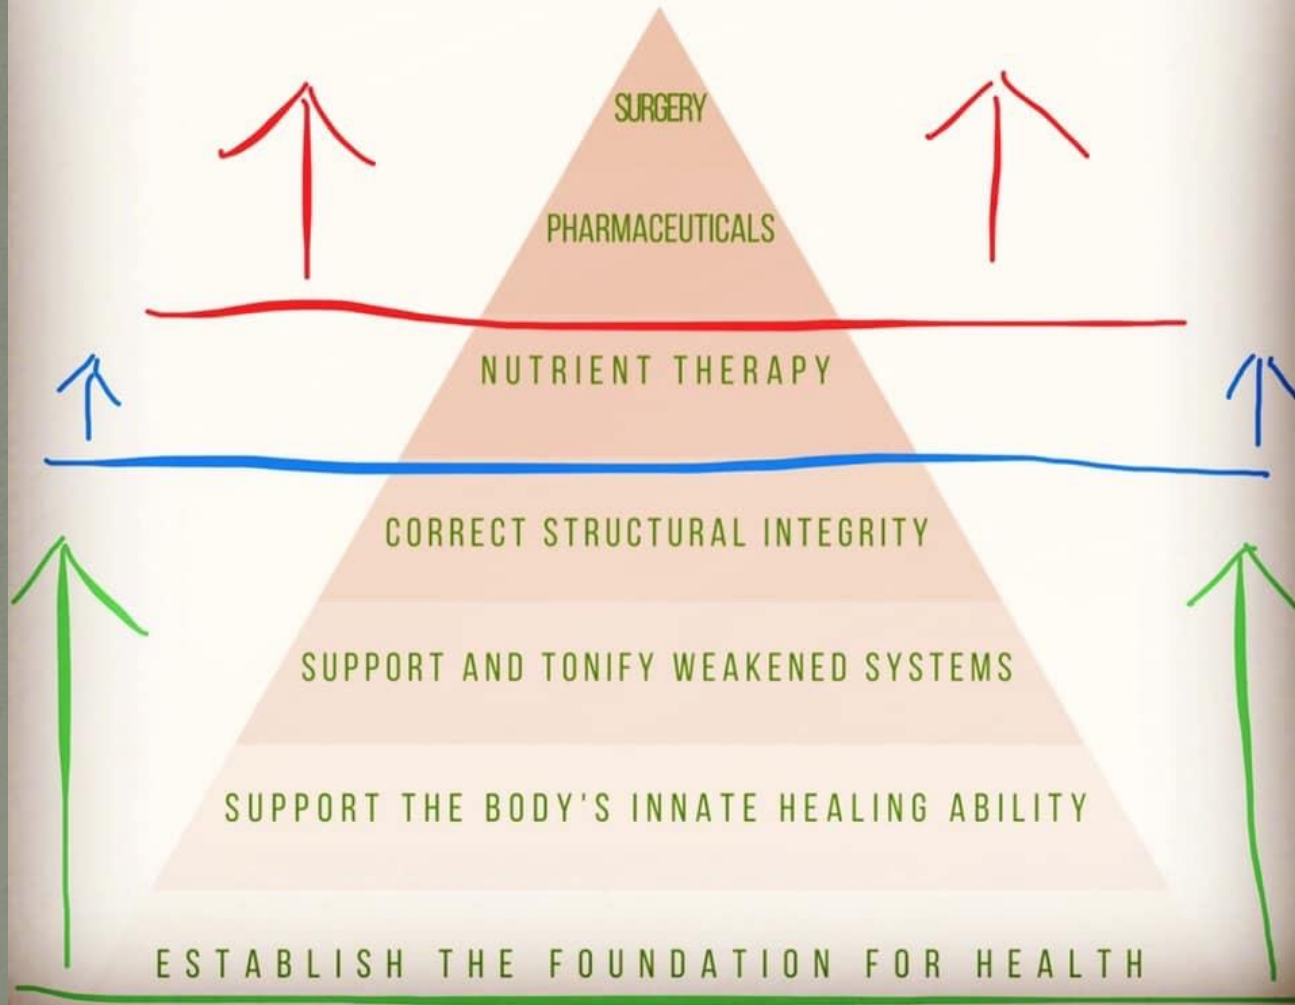 SURGERY
PHARMACEUTICALS
NUTRIENT THERAPY
CORRECT STRUCTURAL INTEGRITY
SUPPORT AND TONIFY WEAKENED SYSTEMS
SUPPORT THE BODY'S INNATE HEALING ABILITY
ESTABLISH THE FOUNDATION FOR HEALTH